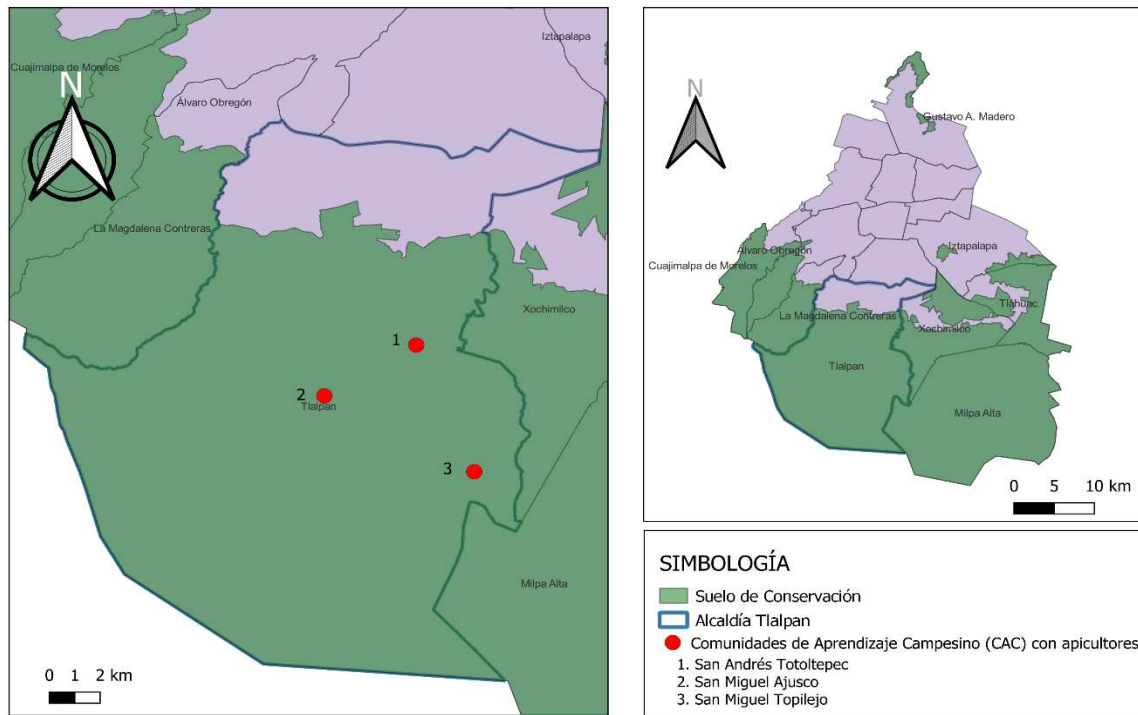 Iztapalapa
Cuajimalpa de Morelos
N
Álvaro Obregón
La Magdalena Contreras
Xochimilco
1
2
Tlalpan
3
Milpa Alta
0 1 2 km
N
Gustavo A. Madero
Iztapalapa
Álvaro Obregón
Cuajimalpa de Morelos
Tláhuac
La Magdalena Contreras
Xochimilco
Tlalpan
Milpa Alta
0 5 10 km
SIMBOLOGÍA
Suelo de Conservación
Alcaldía Tlalpan
Comunidades de Aprendizaje Campesino (CAC) con apicultores
1. San Andrés Totoltepec
2. San Miguel Ajusco
3. San Miguel Topilejo